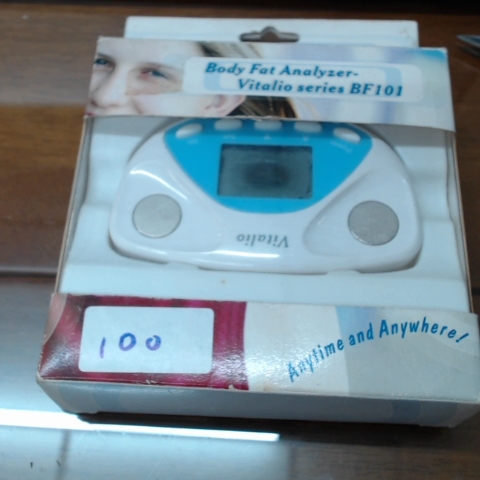 Body Fat Analyzer-
Vitalio series BF101
Vitalio
100
Anytime and Anywhere!